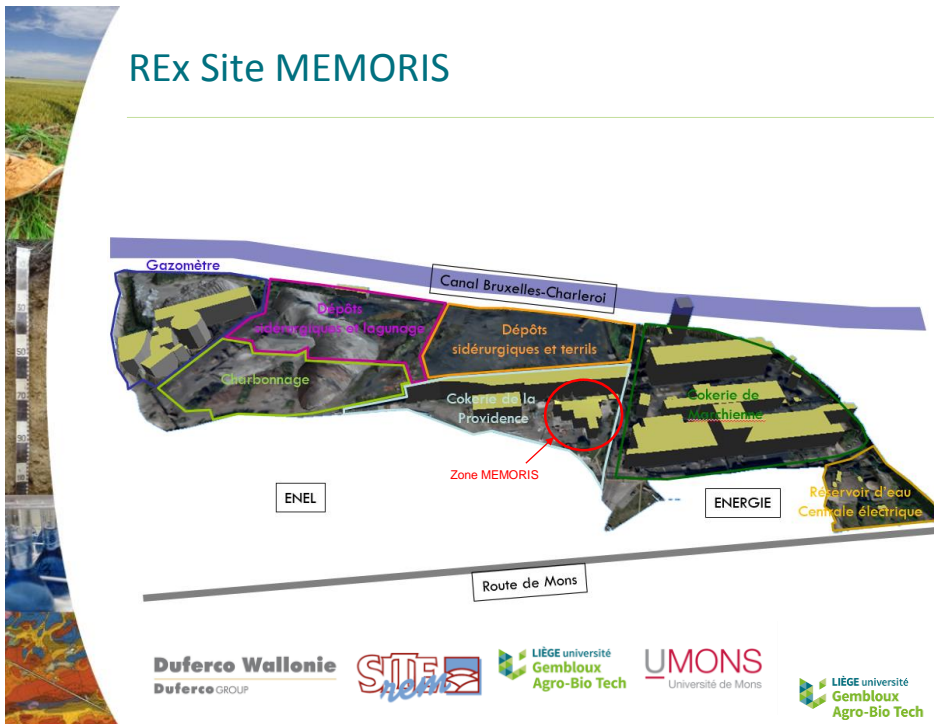 REx Site MEMORIS
Gazomètre
Canal Bruxelles-Charleroi
Dépôts
sidérurgiques et lagunage
Dépôts
sidérurgiques et terrils
Charbonnage
Cokerie de la
Providence
Cokerie de
Marchienne
Zone MEMORIS
ENEL
ENERGIE
Réservoir d'eau
Centrale électrique
Route de Mons
Duferco Wallonie
Duferco GROUP
SITE
rem
LIÈGE université
Gembloux
Agro-Bio Tech
UMONS
Université de Mons
LIÈGE université
Gembloux
Agro-Bio Tech